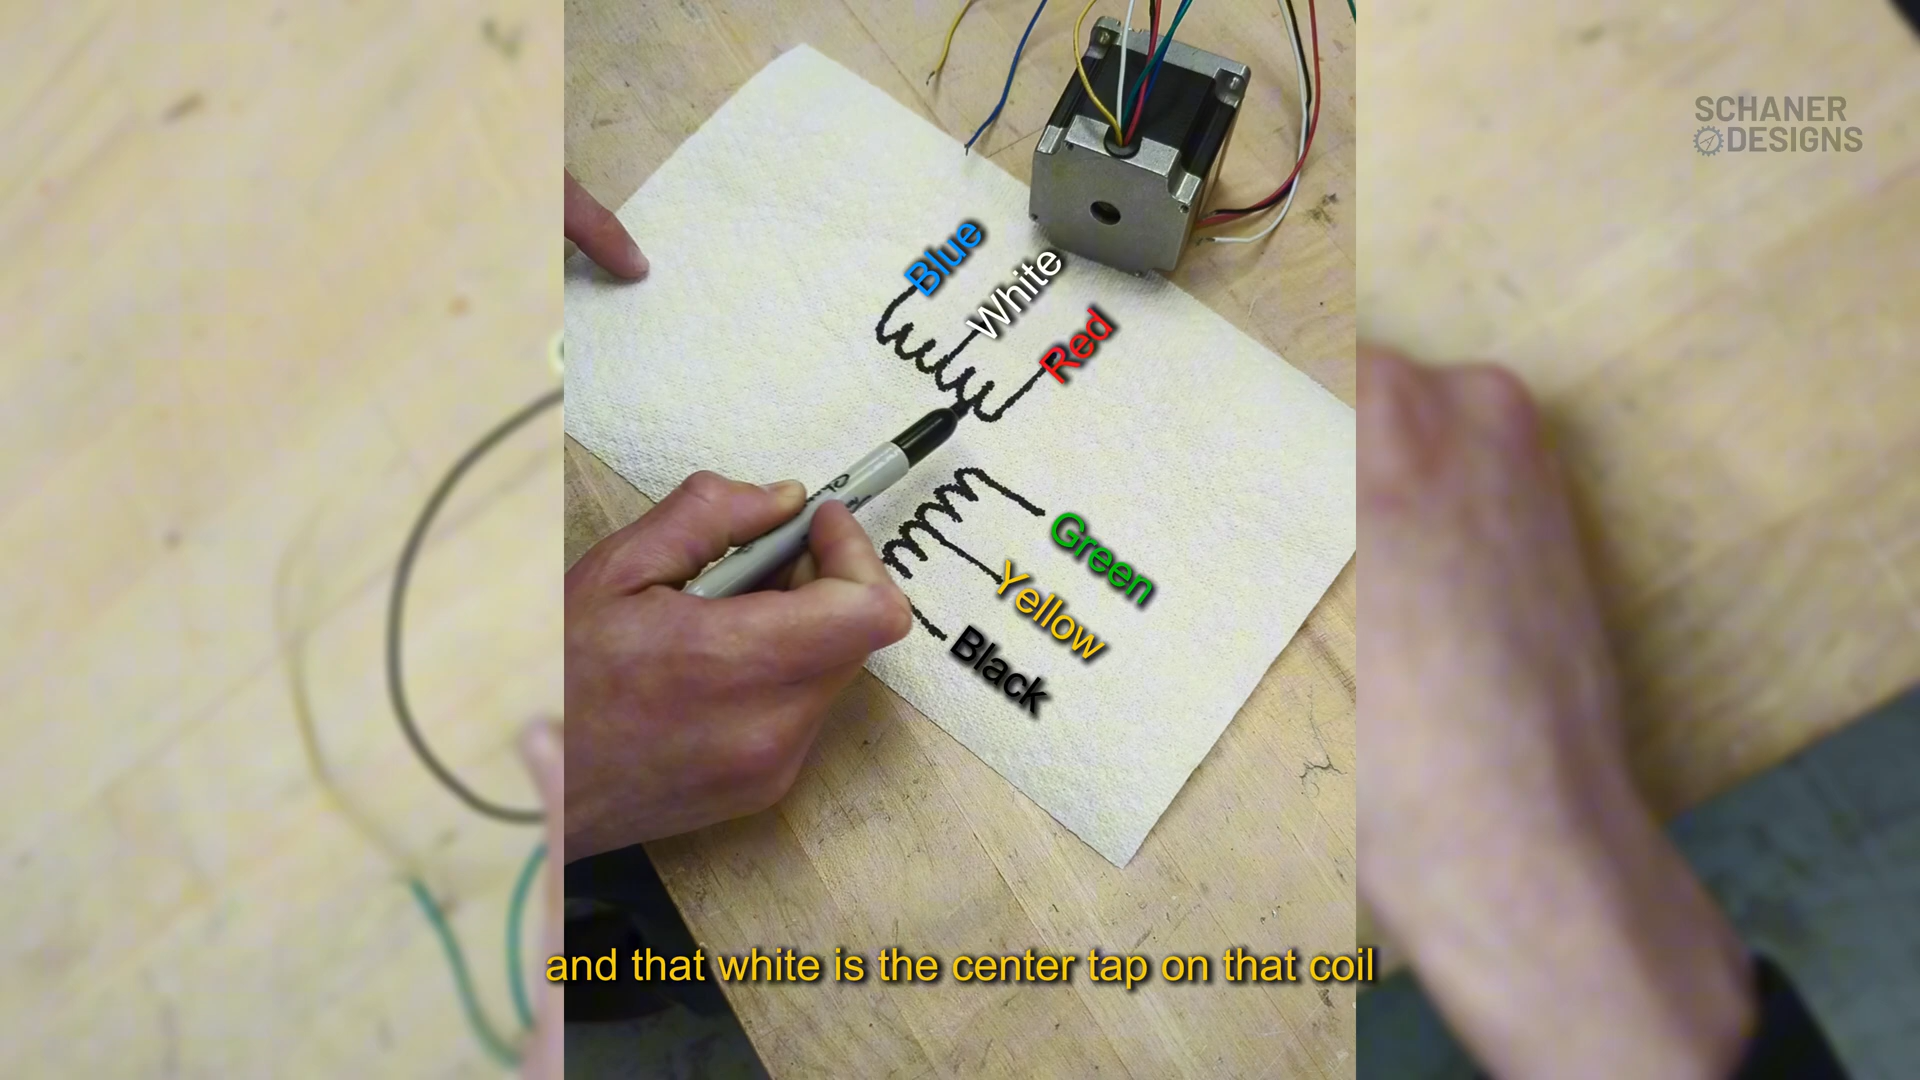 SCHANER
DESIGNS
Blue
White
Red
Green
Yellow
Black
and that white is the center tap on that coil